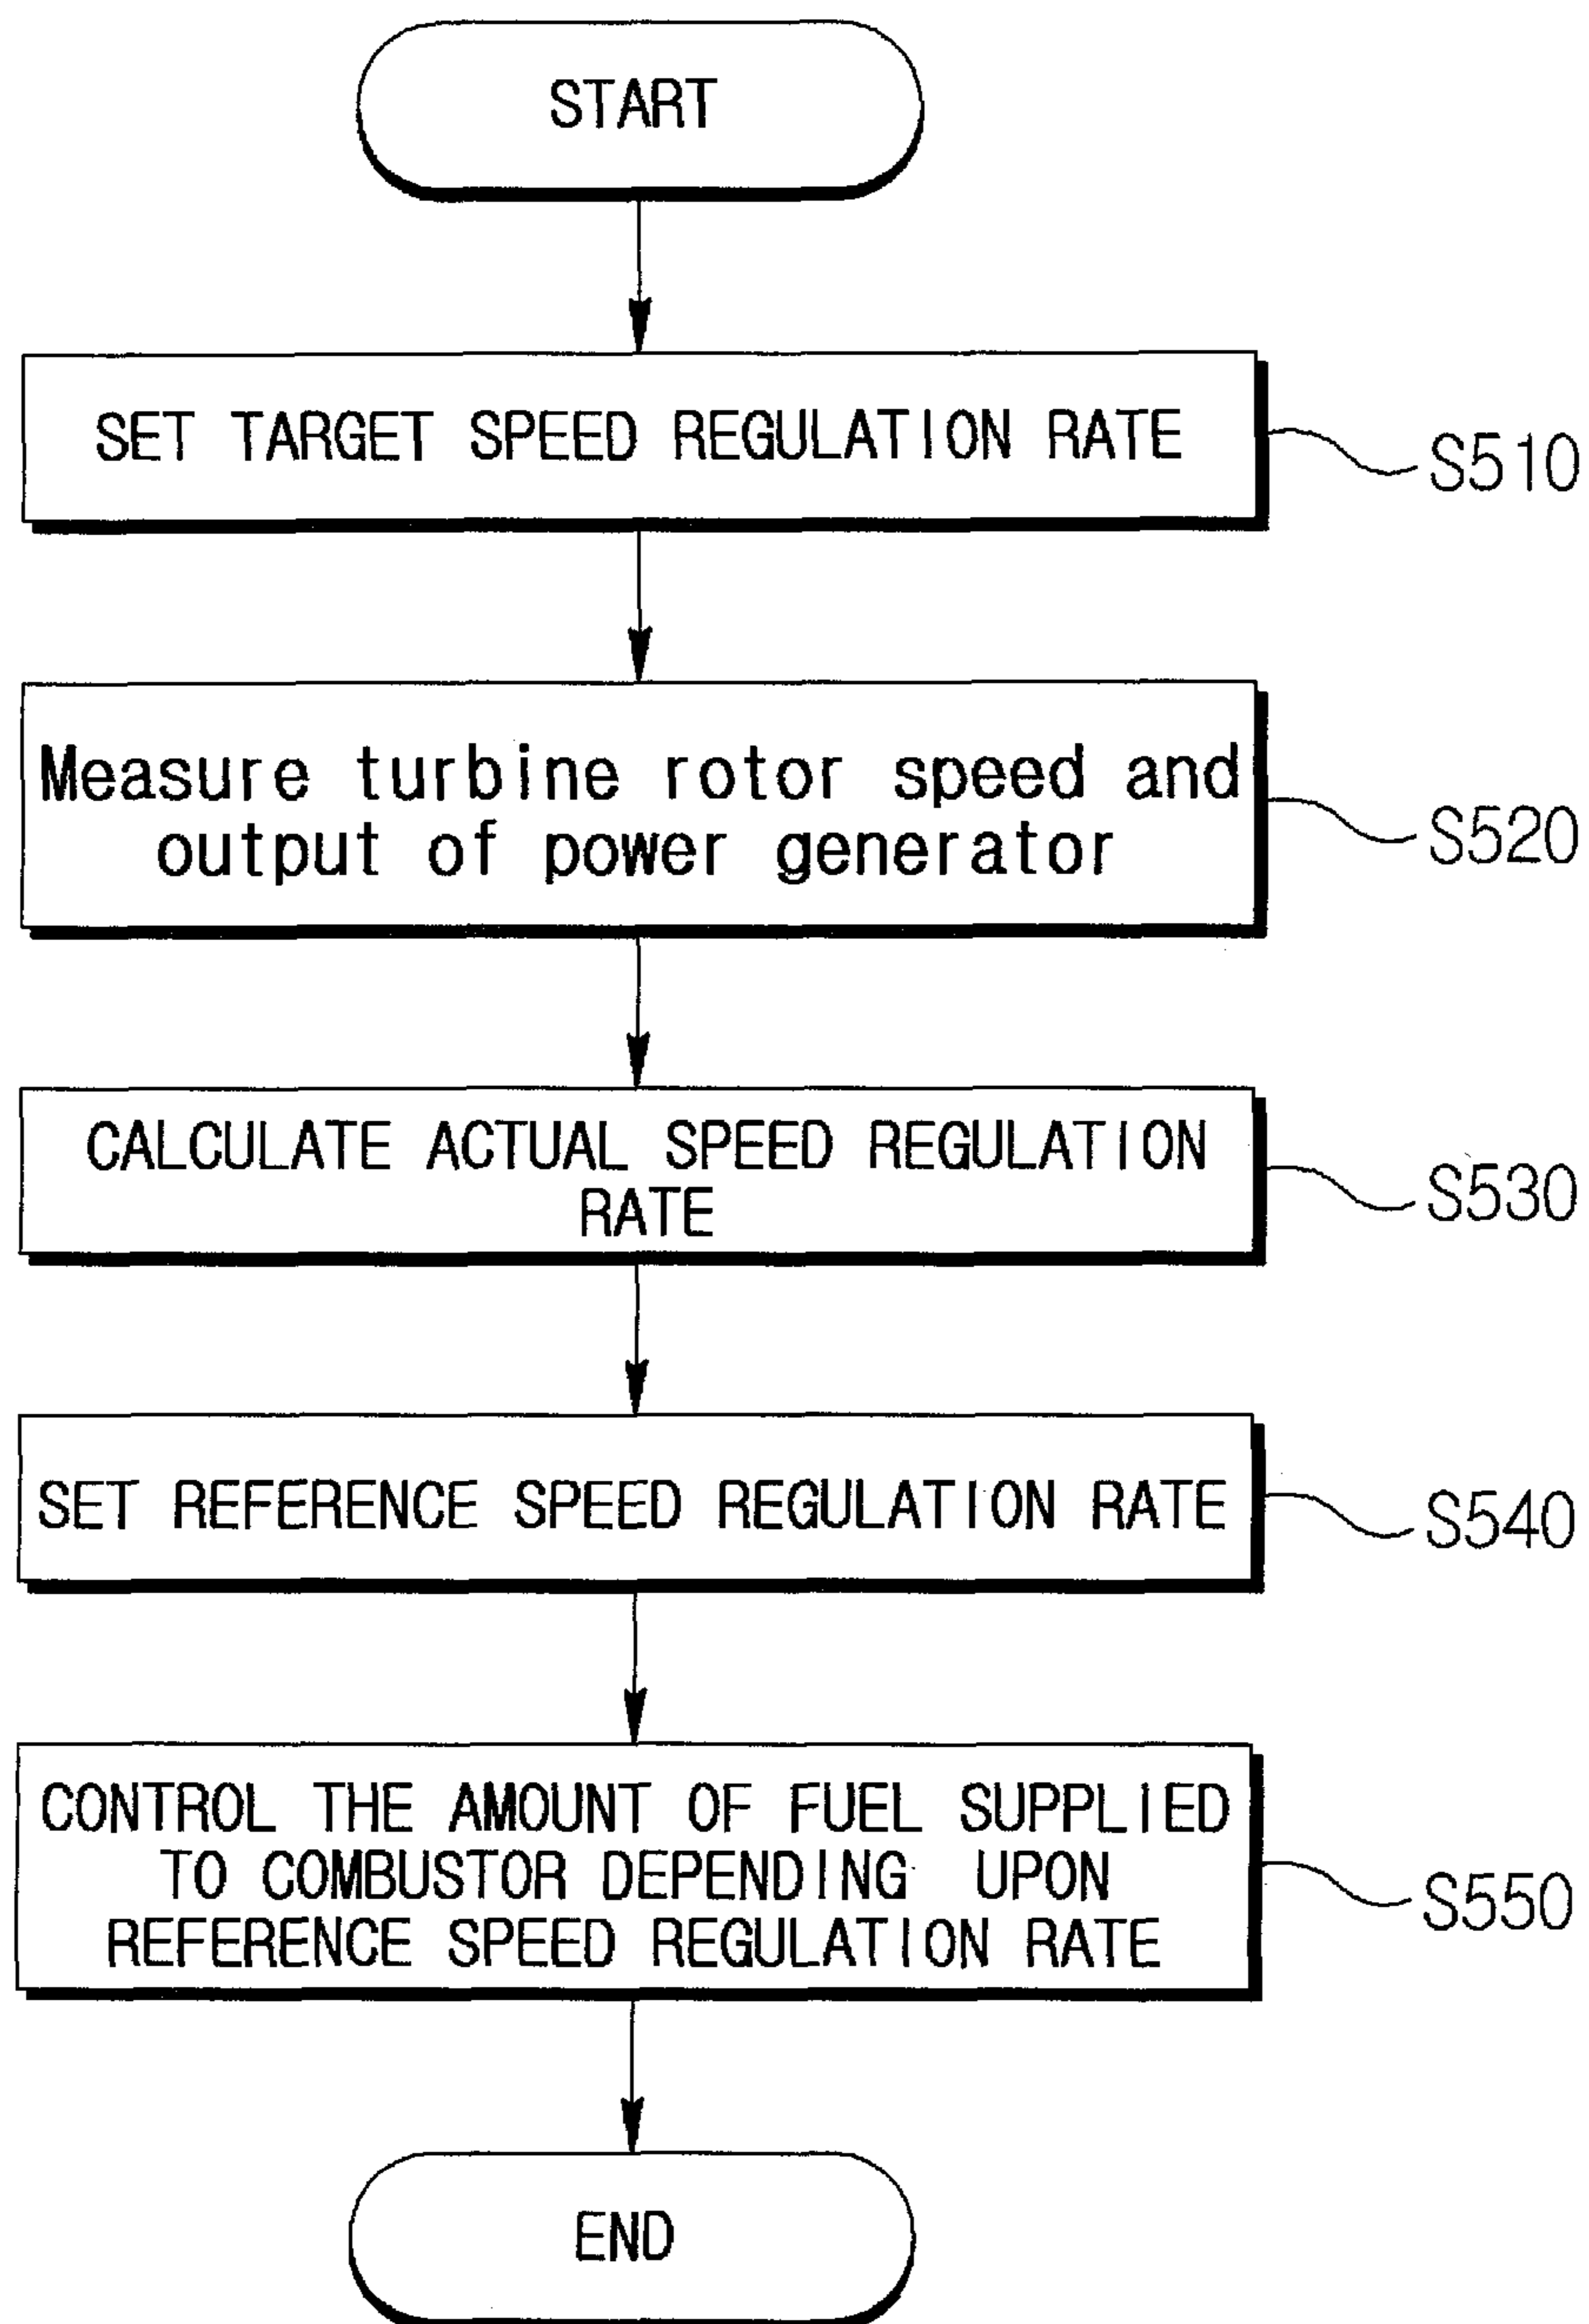 START
SET TARGET SPEED REGULATION RATE
S510
Measure turbine rotor speed and
output of power generator
S520
CALCULATE ACTUAL SPEED REGULATION
RATE
S530
SET REFERENCE SPEED REGULATION RATE
S540
CONTROL THE AMOUNT OF FUEL SUPPLIED
TO COMBUSTOR DEPENDING UPON
REFERENCE SPEED REGULATION RATE
S550
END